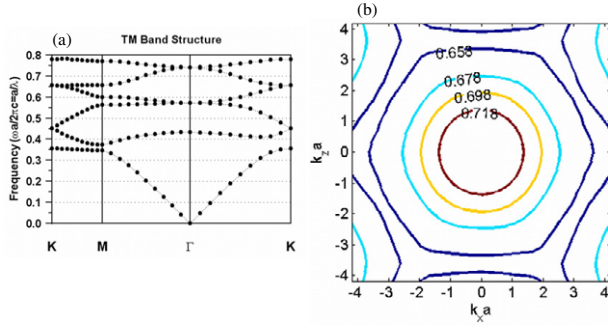 (a)
TM Band Structure
Frequency (ωa/2πc=a/λ)
0.8
0.7
0.6
0.5
0.4
0.3
0.2
0.1
0.0
K M Γ K
(b)
k_z a
4
3
2
1
0
-1
-2
-3
-4
0.658
0.678
0.698
0.718
-4 -3 -2 -1 0 1 2 3 4
k_x a